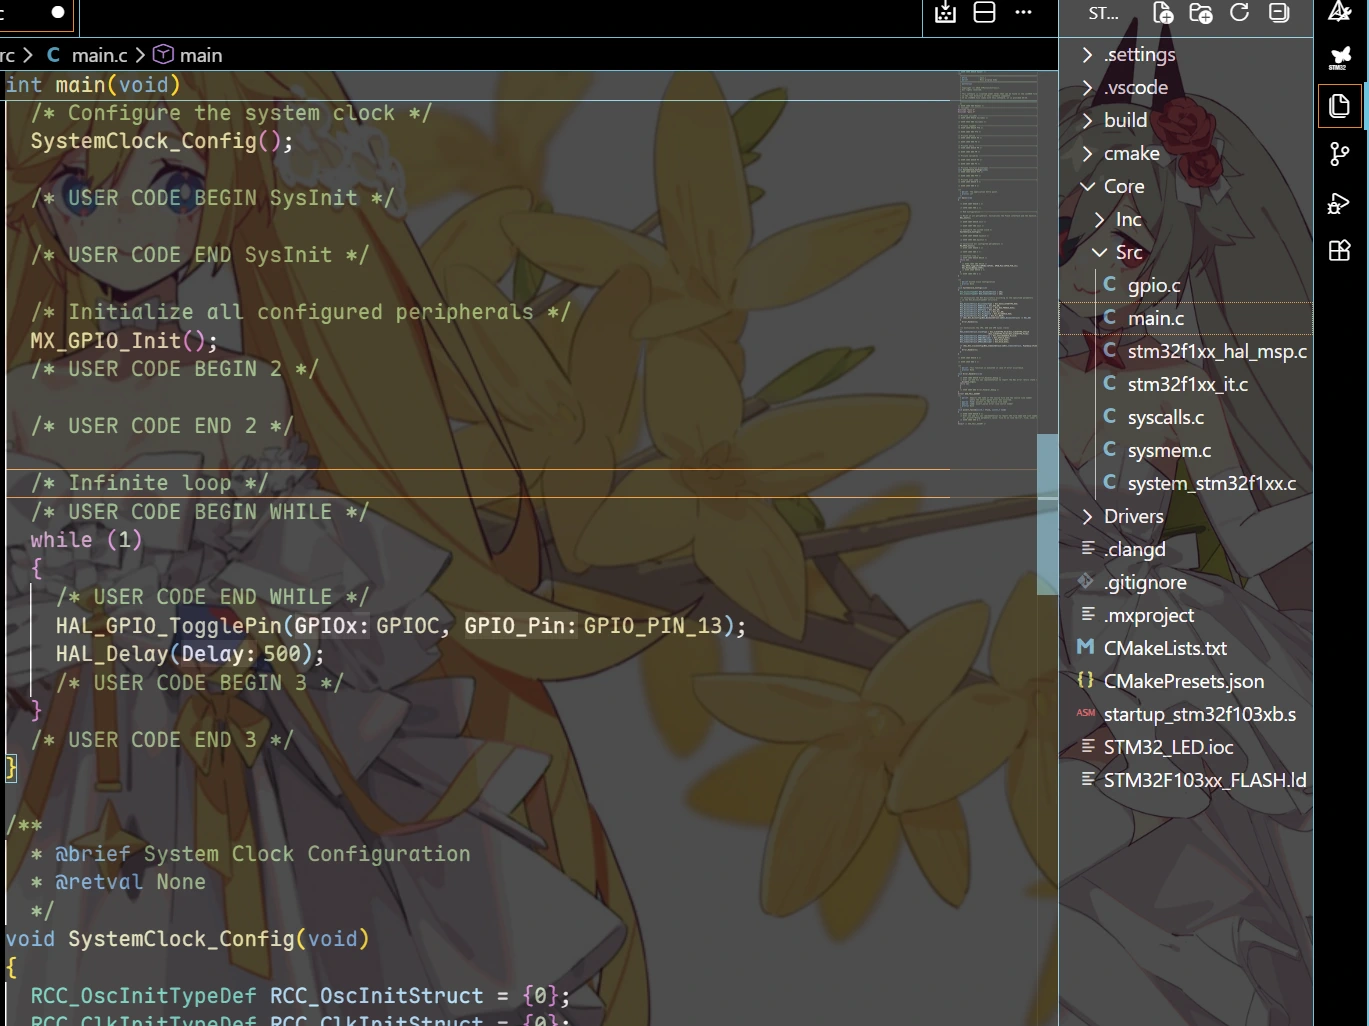 c
ST...
rc > C main.c > main
int main(void)
/* Configure the system clock */
SystemClock_Config();
/* USER CODE BEGIN SysInit */
/* USER CODE END SysInit */
/* Initialize all configured peripherals */
MX_GPIO_Init();
/* USER CODE BEGIN 2 */
/* USER CODE END 2 */
/* Infinite loop */
/* USER CODE BEGIN WHILE */
while (1)
{
/* USER CODE END WHILE */
HAL_GPIO_TogglePin(GPIOx: GPIOC, GPIO_Pin: GPIO_PIN_13);
HAL_Delay(Delay: 500);
/* USER CODE BEGIN 3 */
}
/* USER CODE END 3 */
}
/**
* @brief System Clock Configuration
* @retval None
*/
void SystemClock_Config(void)
{
RCC_OscInitTypeDef RCC_OscInitStruct = {0};
RCC_ClkInitTypeDef RCC_ClkInitStruct = {0};
.settings
.vscode
build
cmake
Core
Inc
Src
C gpio.c
C main.c
C stm32f1xx_hal_msp.c
C stm32f1xx_it.c
C syscalls.c
C sysmem.c
C system_stm32f1xx.c
Drivers
.clangd
.gitignore
.mxproject
M CMakeLists.txt
{} CMakePresets.json
ASM startup_stm32f103xb.s
STM32_LED.ioc
STM32F103xx_FLASH.ld
STM32